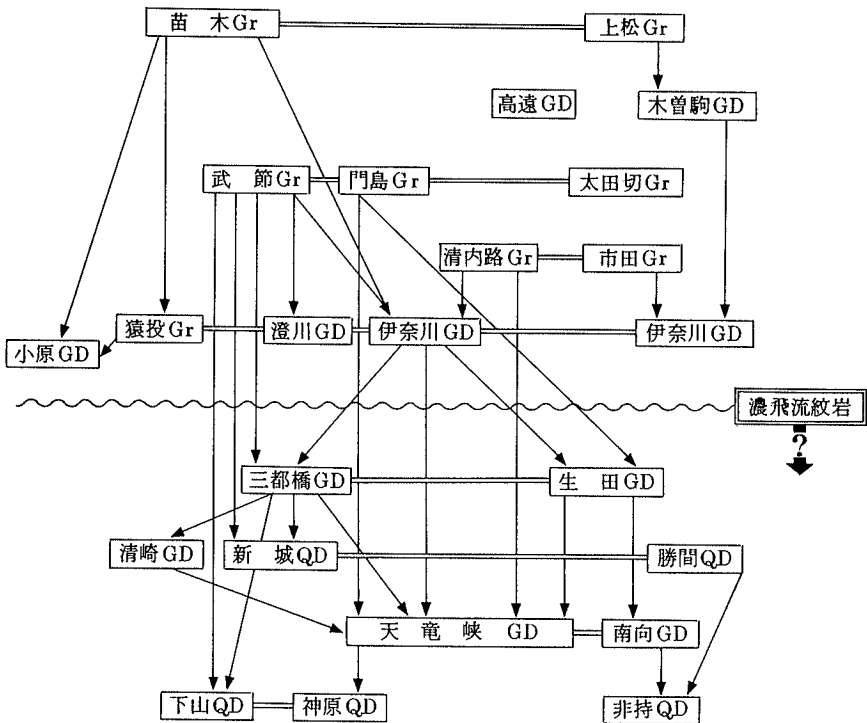 苗木Gr
上松Gr
高遠GD
木曽駒GD
武節Gr
門島Gr
太田切Gr
清内路Gr
市田Gr
猿投Gr
澄川GD
伊奈川GD
伊奈川GD
小原GD
濃飛流紋岩
?
三都橋GD
生田GD
清崎GD
新城QD
勝間QD
天竜峡GD
南向GD
下山QD
神原QD
非持QD